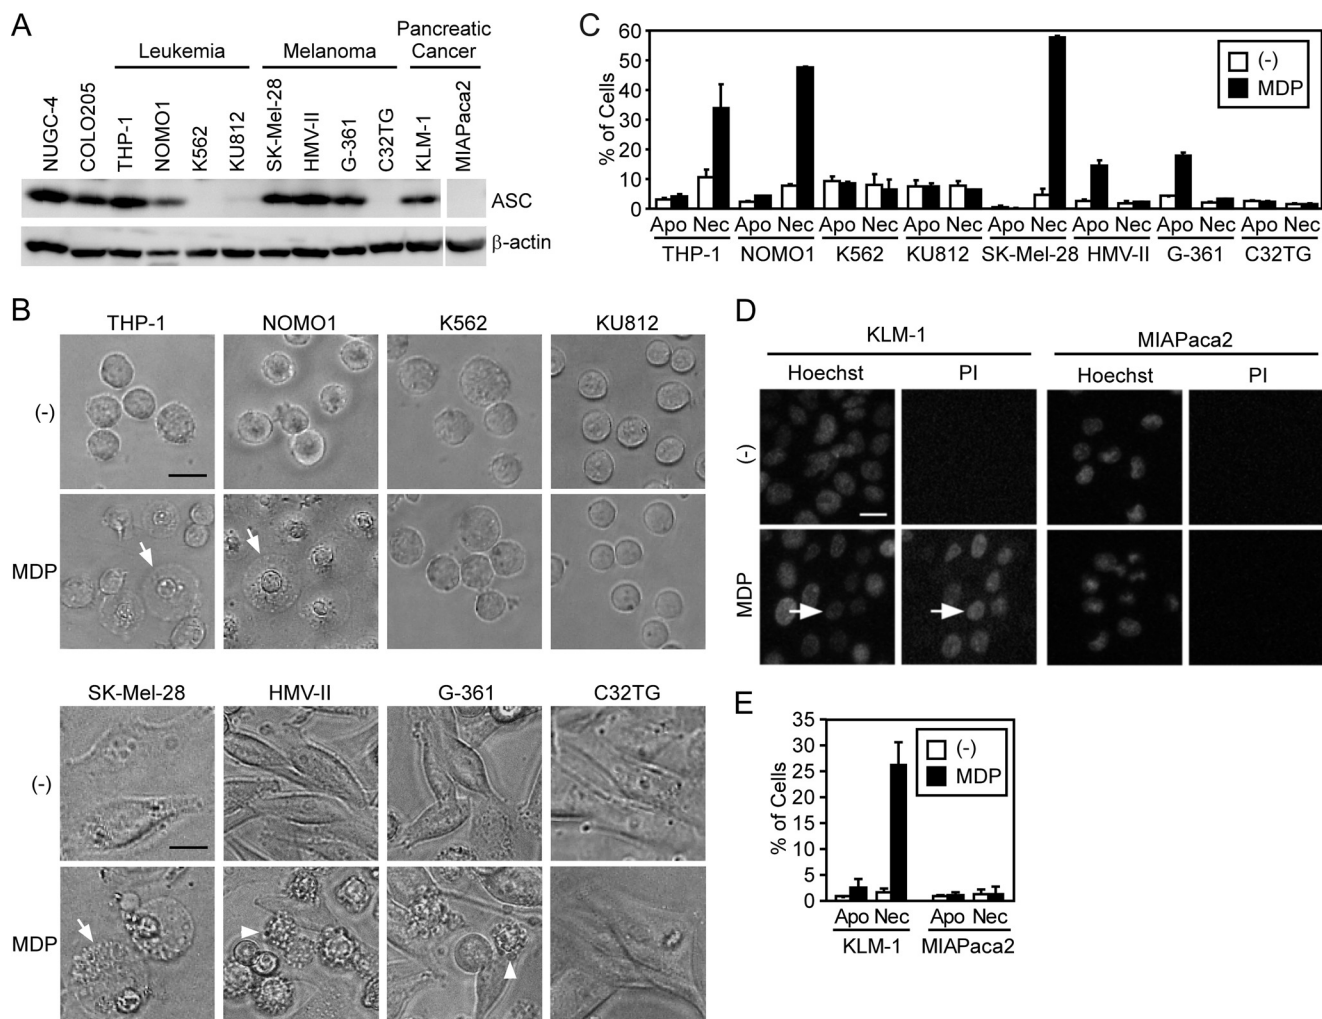 A
Leukemia
Melanoma
Pancreatic
Cancer
NUGC-4
COLO205
THP-1
NOMO1
K562
KU812
SK-Mel-28
HMV-II
G-361
C32TG
KLM-1
MIAPaca2
ASC
β-actin
B
THP-1 NOMO1 K562 KU812
(-)
MDP
SK-Mel-28 HMV-II G-361 C32TG
(-)
MDP
C
% of Cells
60
50
40
30
20
10
0
(-)
MDP
Apo Nec Apo Nec Apo Nec Apo Nec Apo Nec Apo Nec Apo Nec Apo Nec
THP-1 NOMO1 K562 KU812 SK-Mel-28 HMV-II G-361 C32TG
D
KLM-1 MIAPaca2
Hoechst PI Hoechst PI
(-)
MDP
E
% of Cells
35
30
25
20
15
10
5
0
(-)
MDP
Apo Nec Apo Nec
KLM-1 MIAPaca2